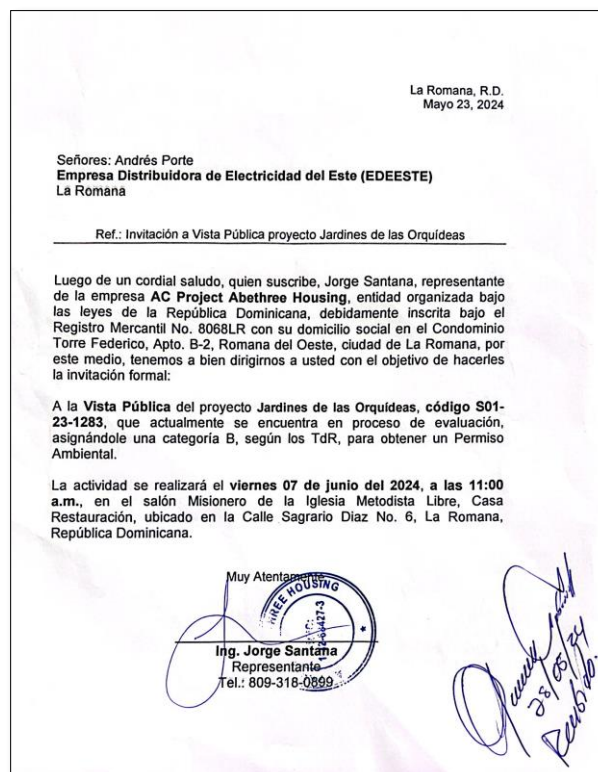 La Romana, R.D.
Mayo 23, 2024
Señores: Andrés Porte
Empresa Distribuidora de Electricidad del Este (EDEESTE)
La Romana
Ref.: Invitación a Vista Pública proyecto Jardines de las Orquídeas
Luego de un cordial saludo, quien suscribe, Jorge Santana, representante
de la empresa AC Project Abethree Housing, entidad organizada bajo
las leyes de la República Dominicana, debidamente inscrita bajo el
Registro Mercantil No. 8068LR con su domicilio social en el Condominio
Torre Federico, Apto. B-2, Romana del Oeste, ciudad de La Romana, por
este medio, tenemos a bien dirigirnos a usted con el objetivo de hacerles
la invitación formal:
A la Vista Pública del proyecto Jardines de las Orquídeas, código S01-
23-1283, que actualmente se encuentra en proceso de evaluación,
asignándole una categoría B, según los TdR, para obtener un Permiso
Ambiental.
La actividad se realizará el viernes 07 de junio del 2024, a las 11:00
a.m., en el salón Misionero de la Iglesia Metodista Libre, Casa
Restauración, ubicado en la Calle Sagrario Diaz No. 6, La Romana,
República Dominicana.
Muy Atentamente
HREE HOUSING
Ing. Jorge Santana
Representante
Tel.: 809-318-0899
28/05/24
Recibido.